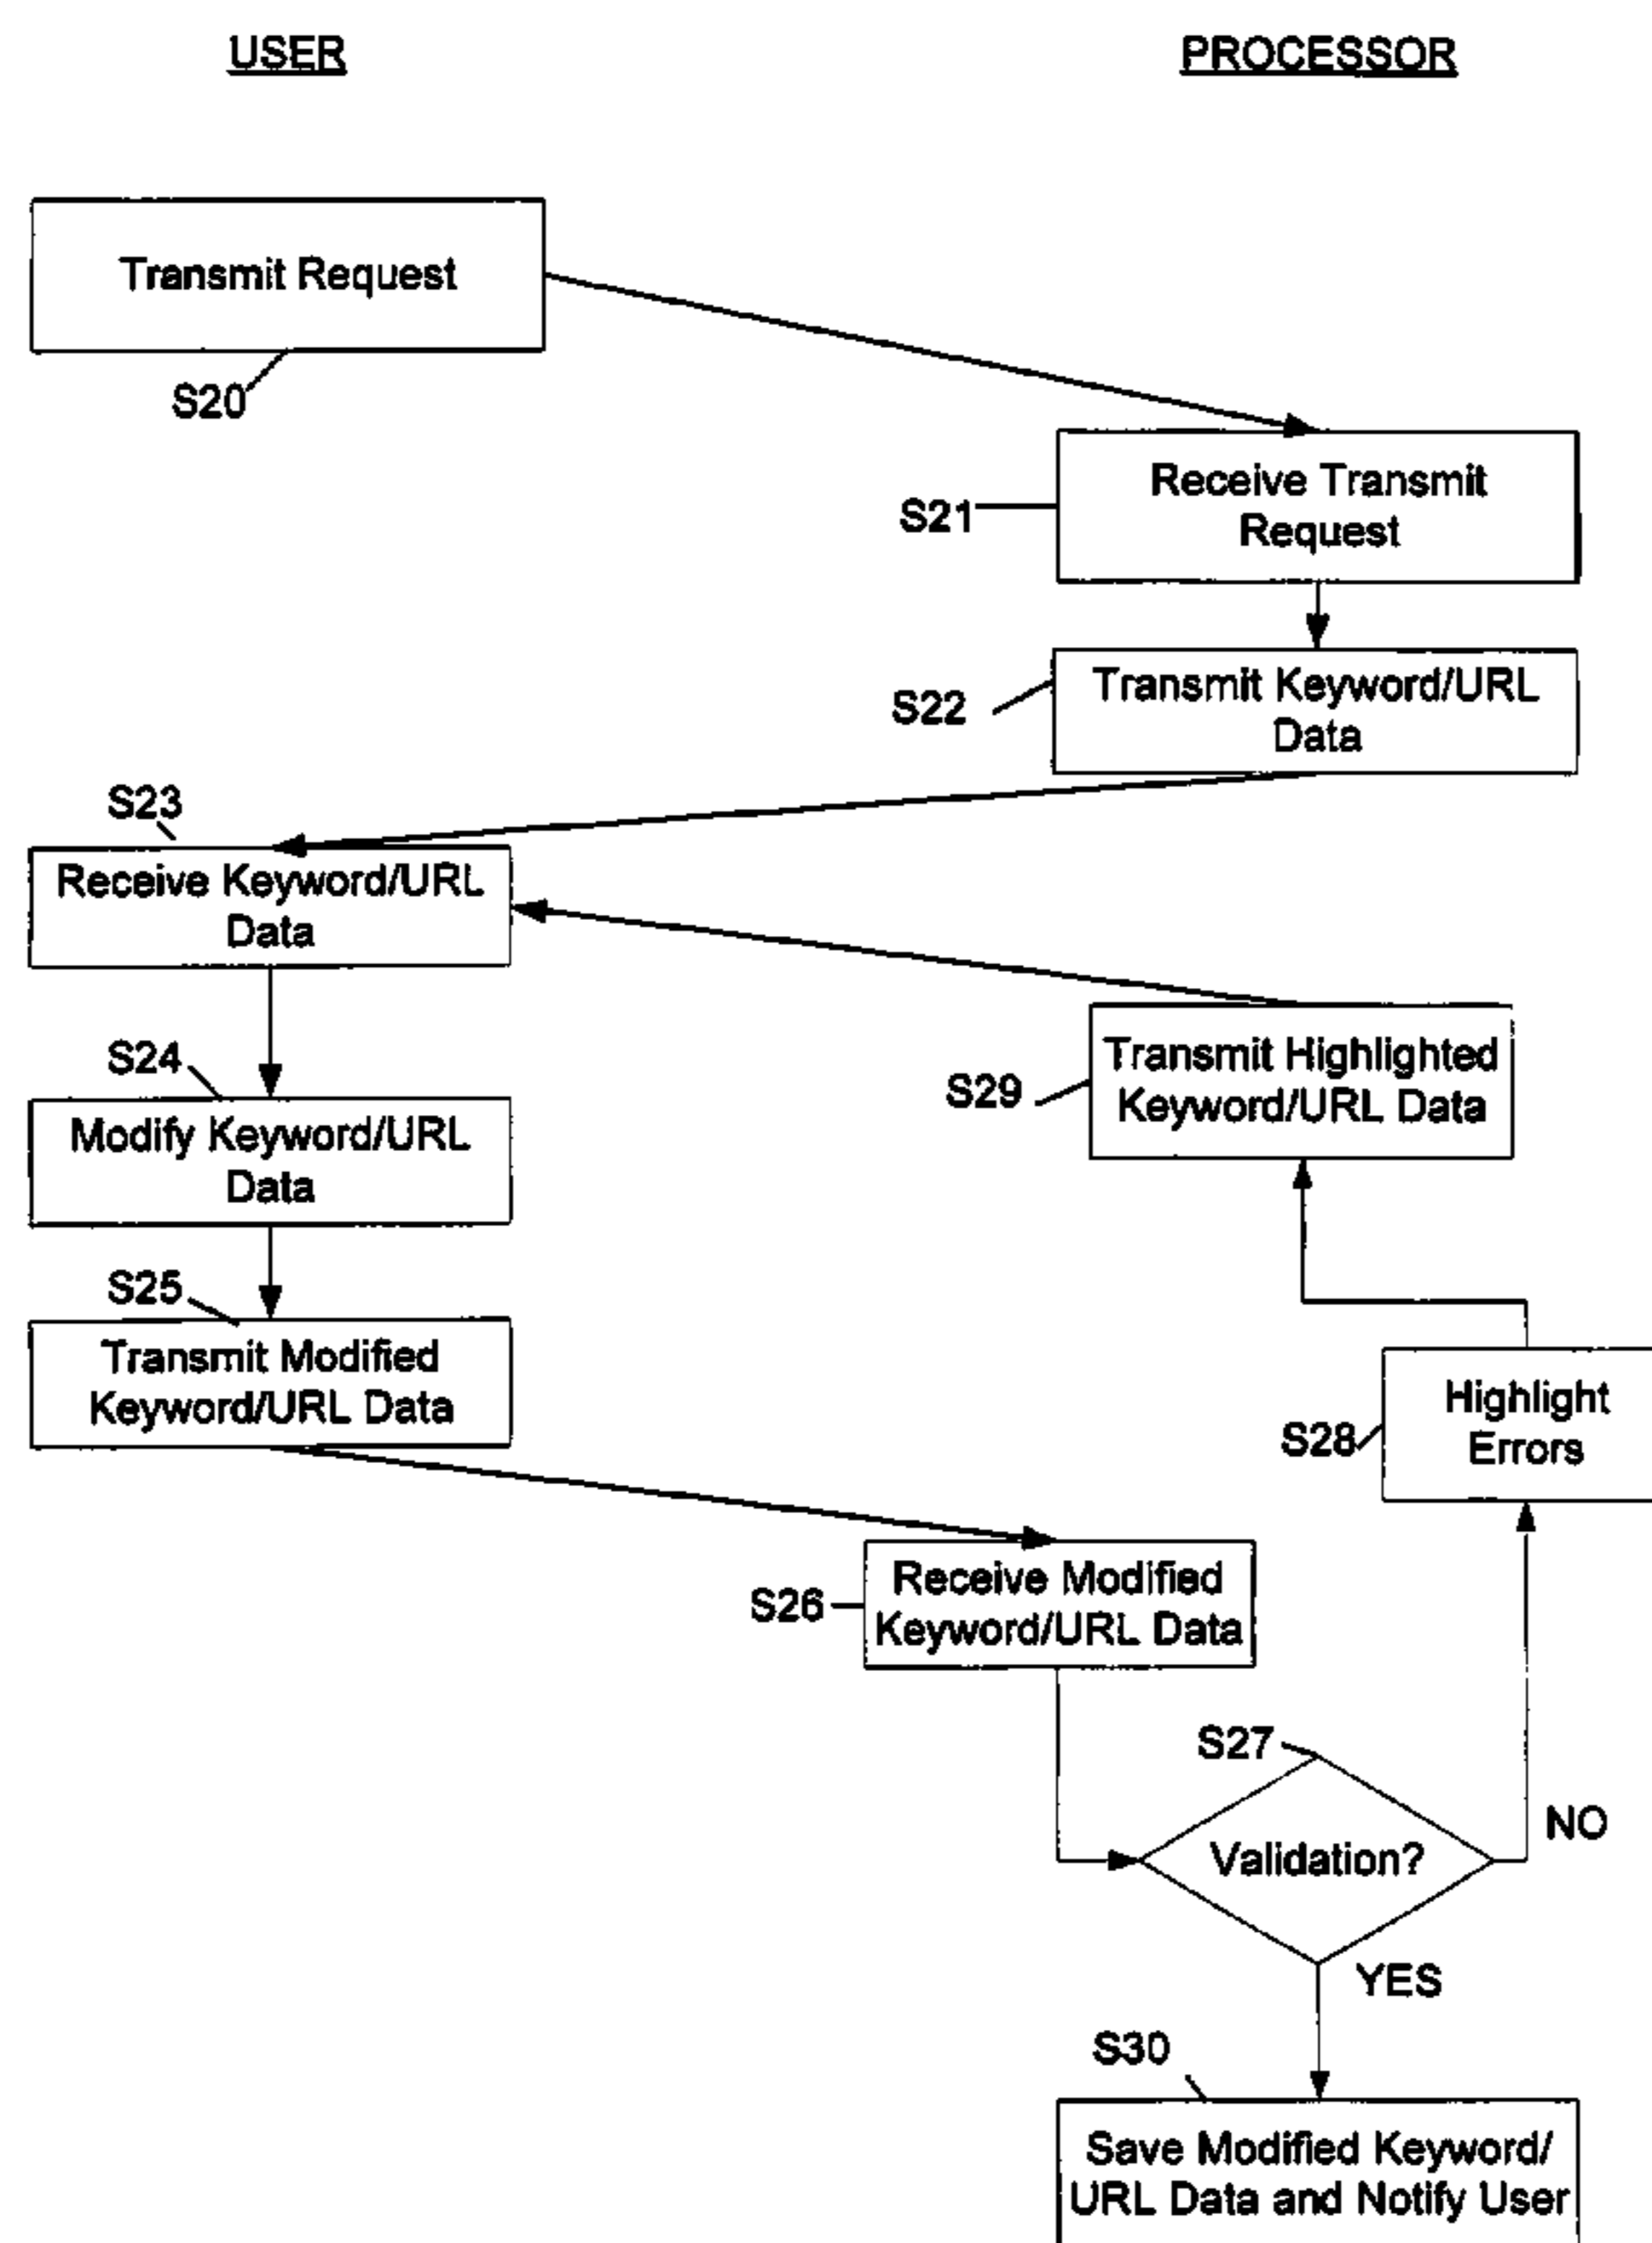 USER
PROCESSOR
Transmit Request
S20
Receive Transmit
Request
S21
Transmit Keyword/URL
Data
S22
S23
Receive Keyword/URL
Data
S24
Modify Keyword/URL
Data
S25
Transmit Modified
Keyword/URL Data
Transmit Highlighted
Keyword/URL Data
S29
Highlight
Errors
S28
Receive Modified
Keyword/URL Data
S26
S27
Validation?
NO
YES
S30
Save Modified Keyword/
URL Data and Notify User